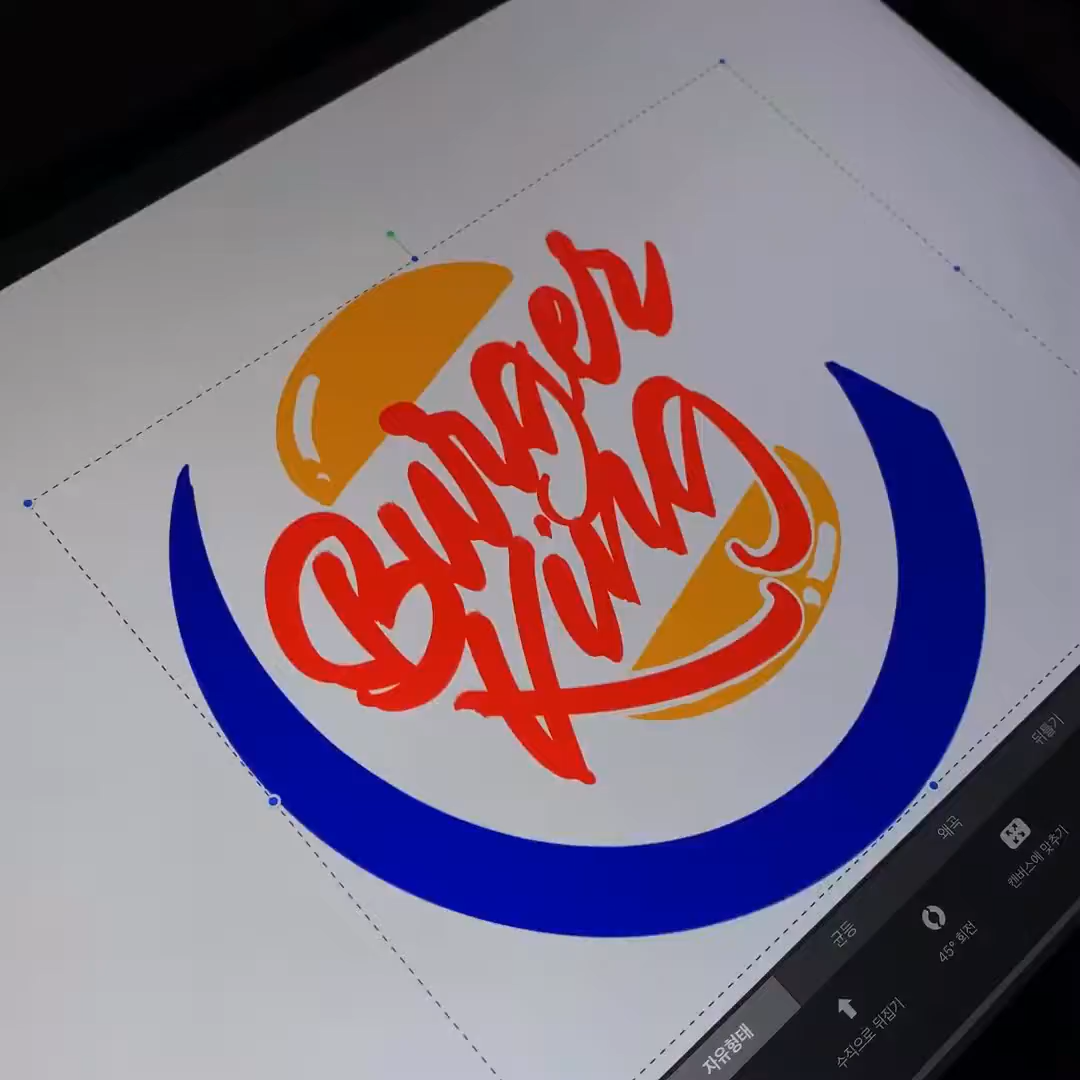 Burger
King
자유형태
균등
왜곡
뒤틀기
수직으로 뒤집기
45° 회전
캔버스에 맞추기